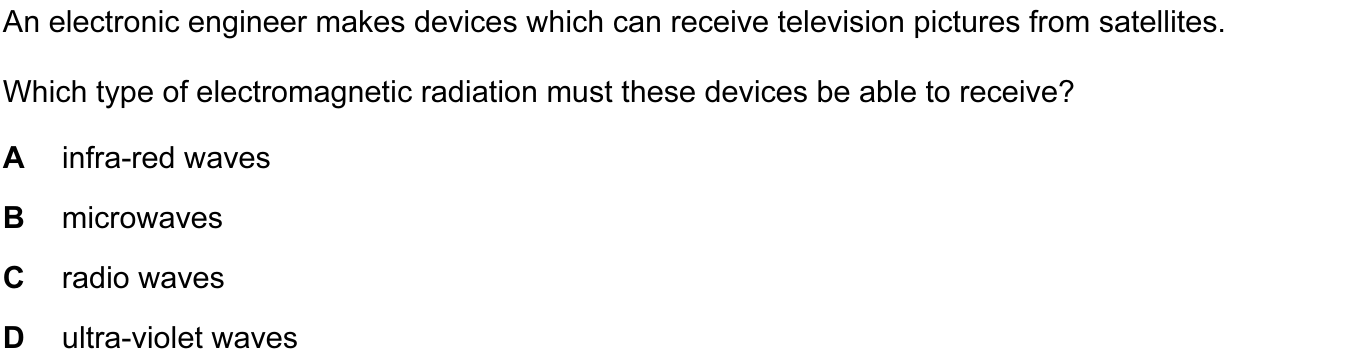 An electronic engineer makes devices which can receive television pictures from satellites.
Which type of electromagnetic radiation must these devices be able to receive?
A infra-red waves
B microwaves
C radio waves
D ultra-violet waves